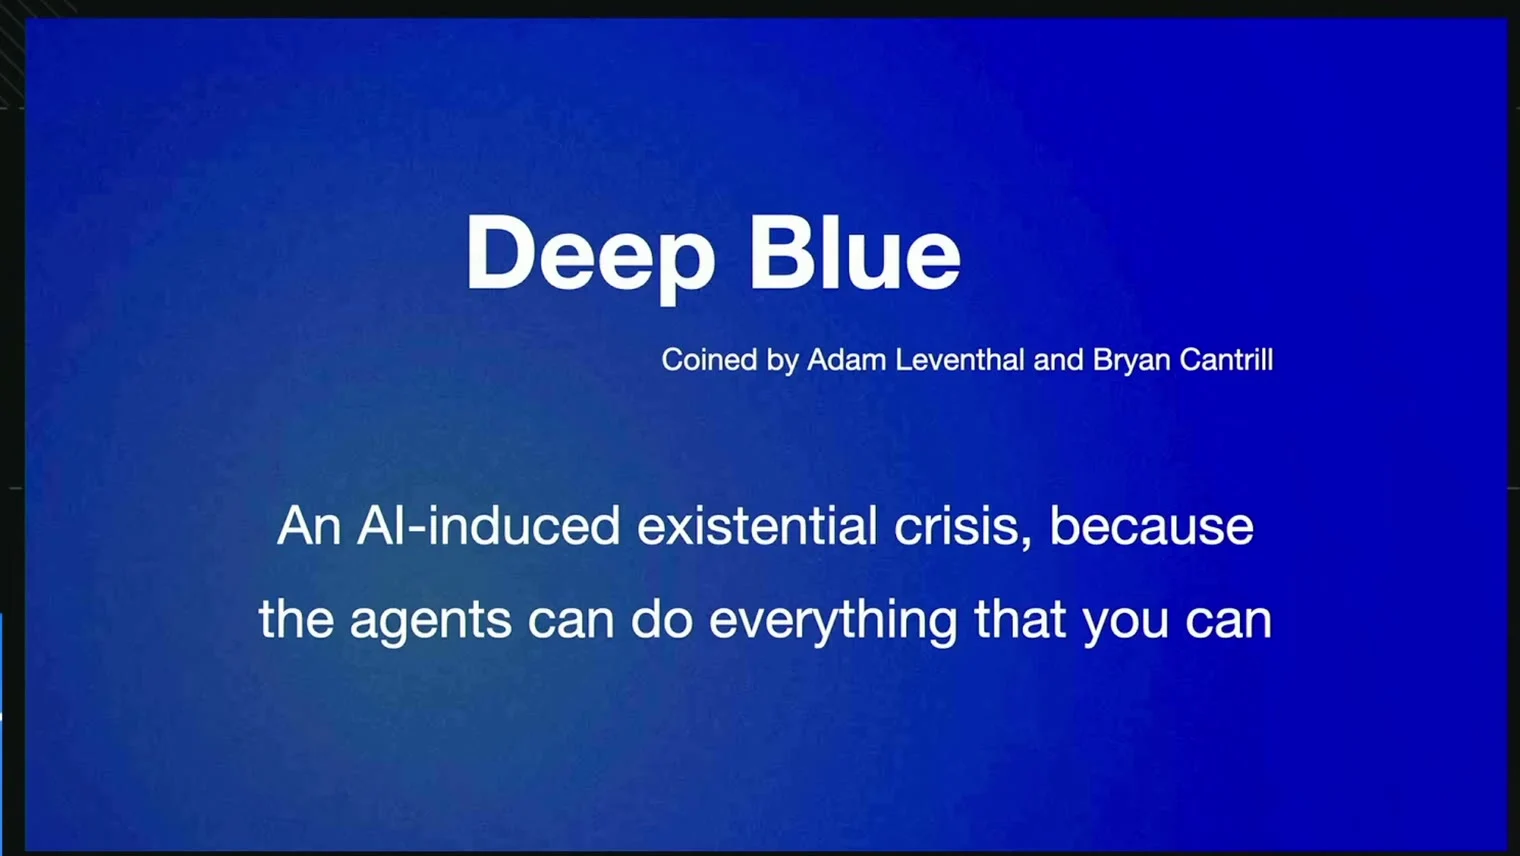 Deep Blue
Coined by Adam Leventhal and Bryan Cantrill
An AI-induced existential crisis, because
the agents can do everything that you can